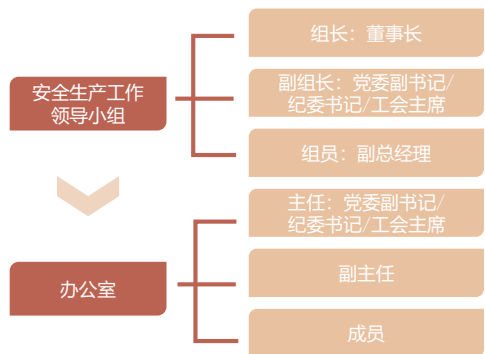 安全生产工作
领导小组
组长：董事长
副组长：党委副书记/
纪委书记/工会主席
组员：副总经理
办公室
主任：党委副书记/
纪委书记/工会主席
副主任
成员